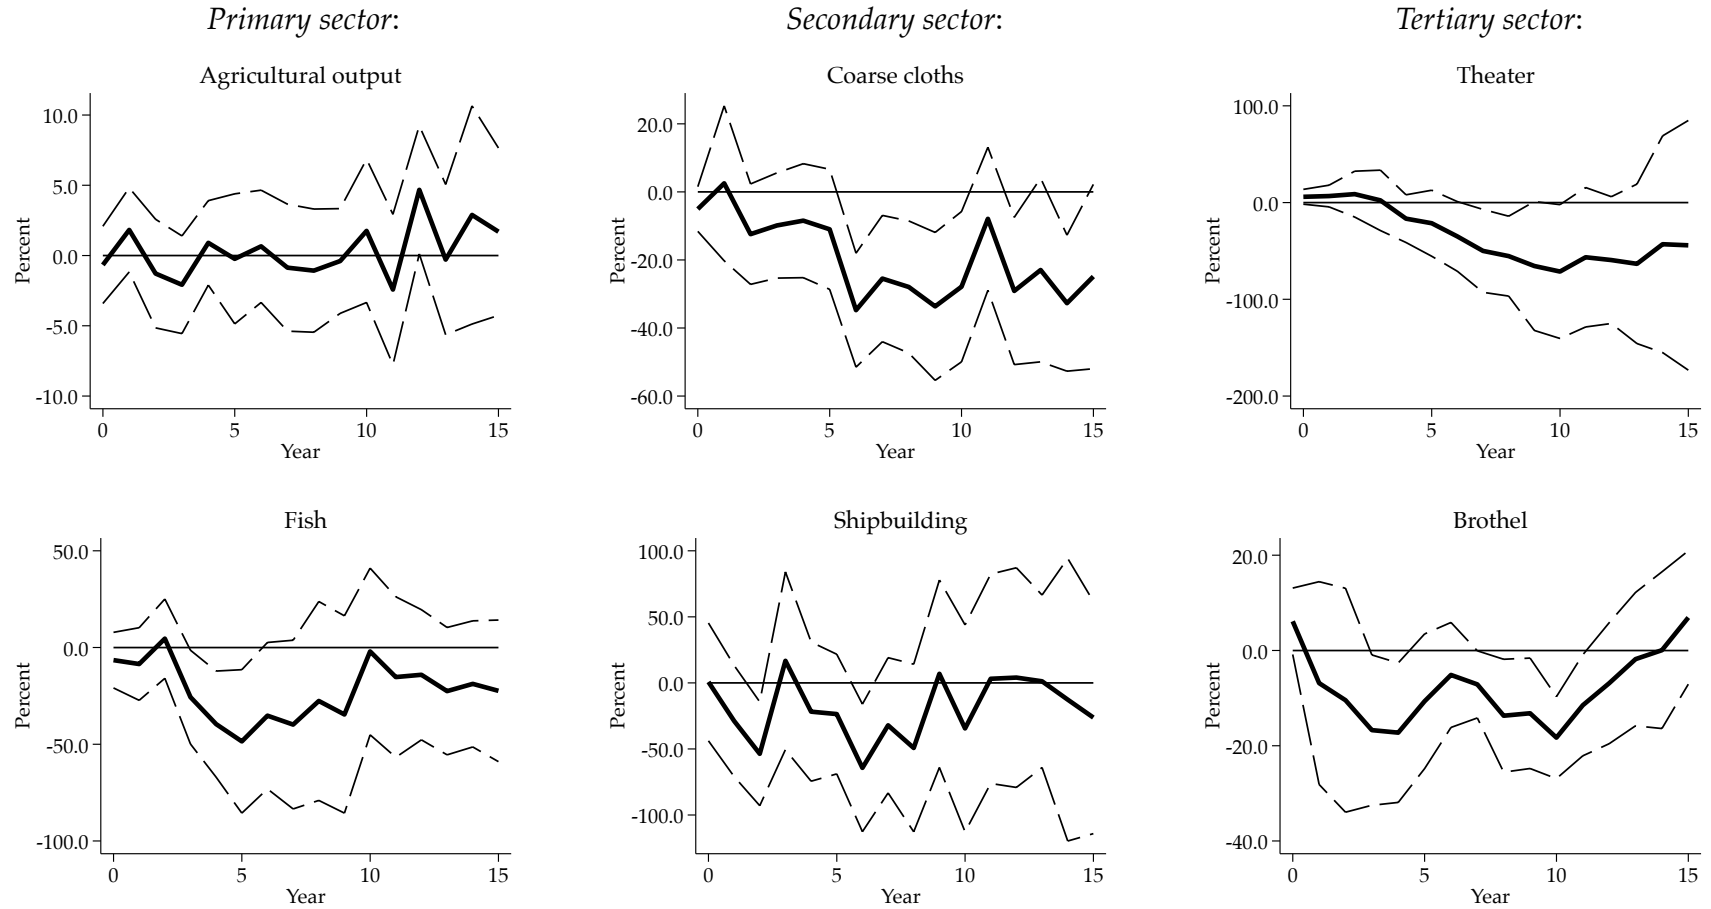 Primary sector:
Secondary sector:
Tertiary sector:
Agricultural output
10.0
5.0
0.0
-5.0
-10.0
Percent
0 5 10 15
Year
Coarse cloths
20.0
0.0
-20.0
-40.0
-60.0
Percent
0 5 10 15
Year
Theater
100.0
0.0
-100.0
-200.0
Percent
0 5 10 15
Year
Fish
50.0
0.0
-50.0
-100.0
Percent
0 5 10 15
Year
Shipbuilding
100.0
50.0
0.0
-50.0
-100.0
Percent
0 5 10 15
Year
Brothel
20.0
0.0
-20.0
-40.0
Percent
0 5 10 15
Year